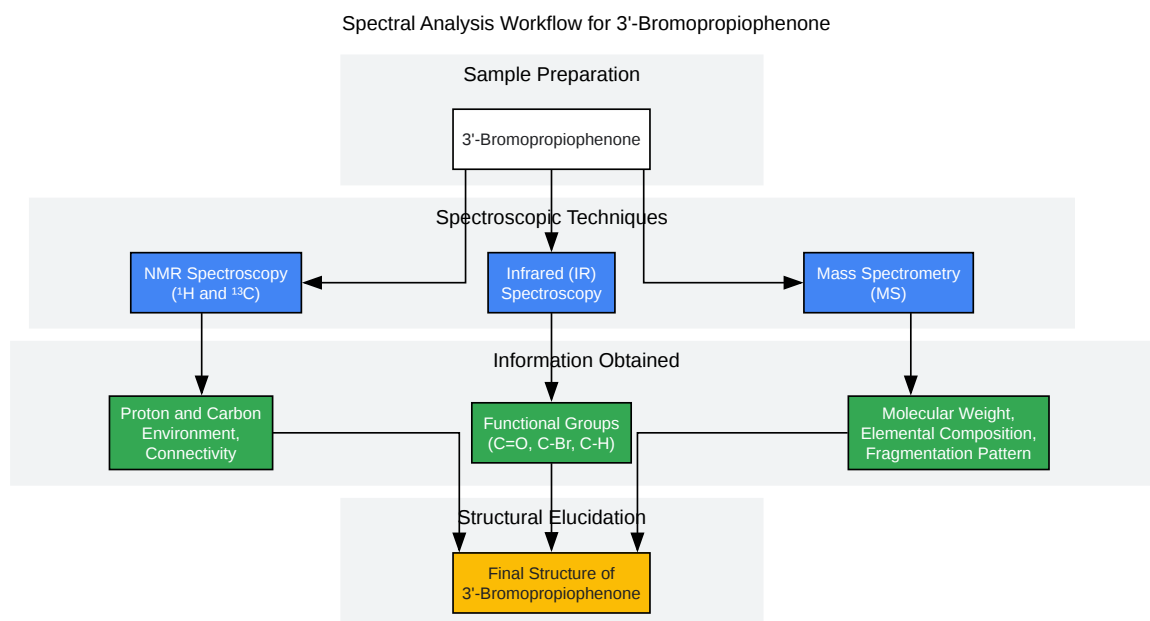 Spectral Analysis Workflow for 3'-Bromopropiophenone
Sample Preparation
3'-Bromopropiophenone
Spectroscopic Techniques
NMR Spectroscopy
(¹H and ¹³C)
Infrared (IR)
Spectroscopy
Mass Spectrometry
(MS)
Information Obtained
Proton and Carbon
Environment,
Connectivity
Functional Groups
(C=O, C-Br, C-H)
Molecular Weight,
Elemental Composition,
Fragmentation Pattern
Structural Elucidation
Final Structure of
3'-Bromopropiophenone